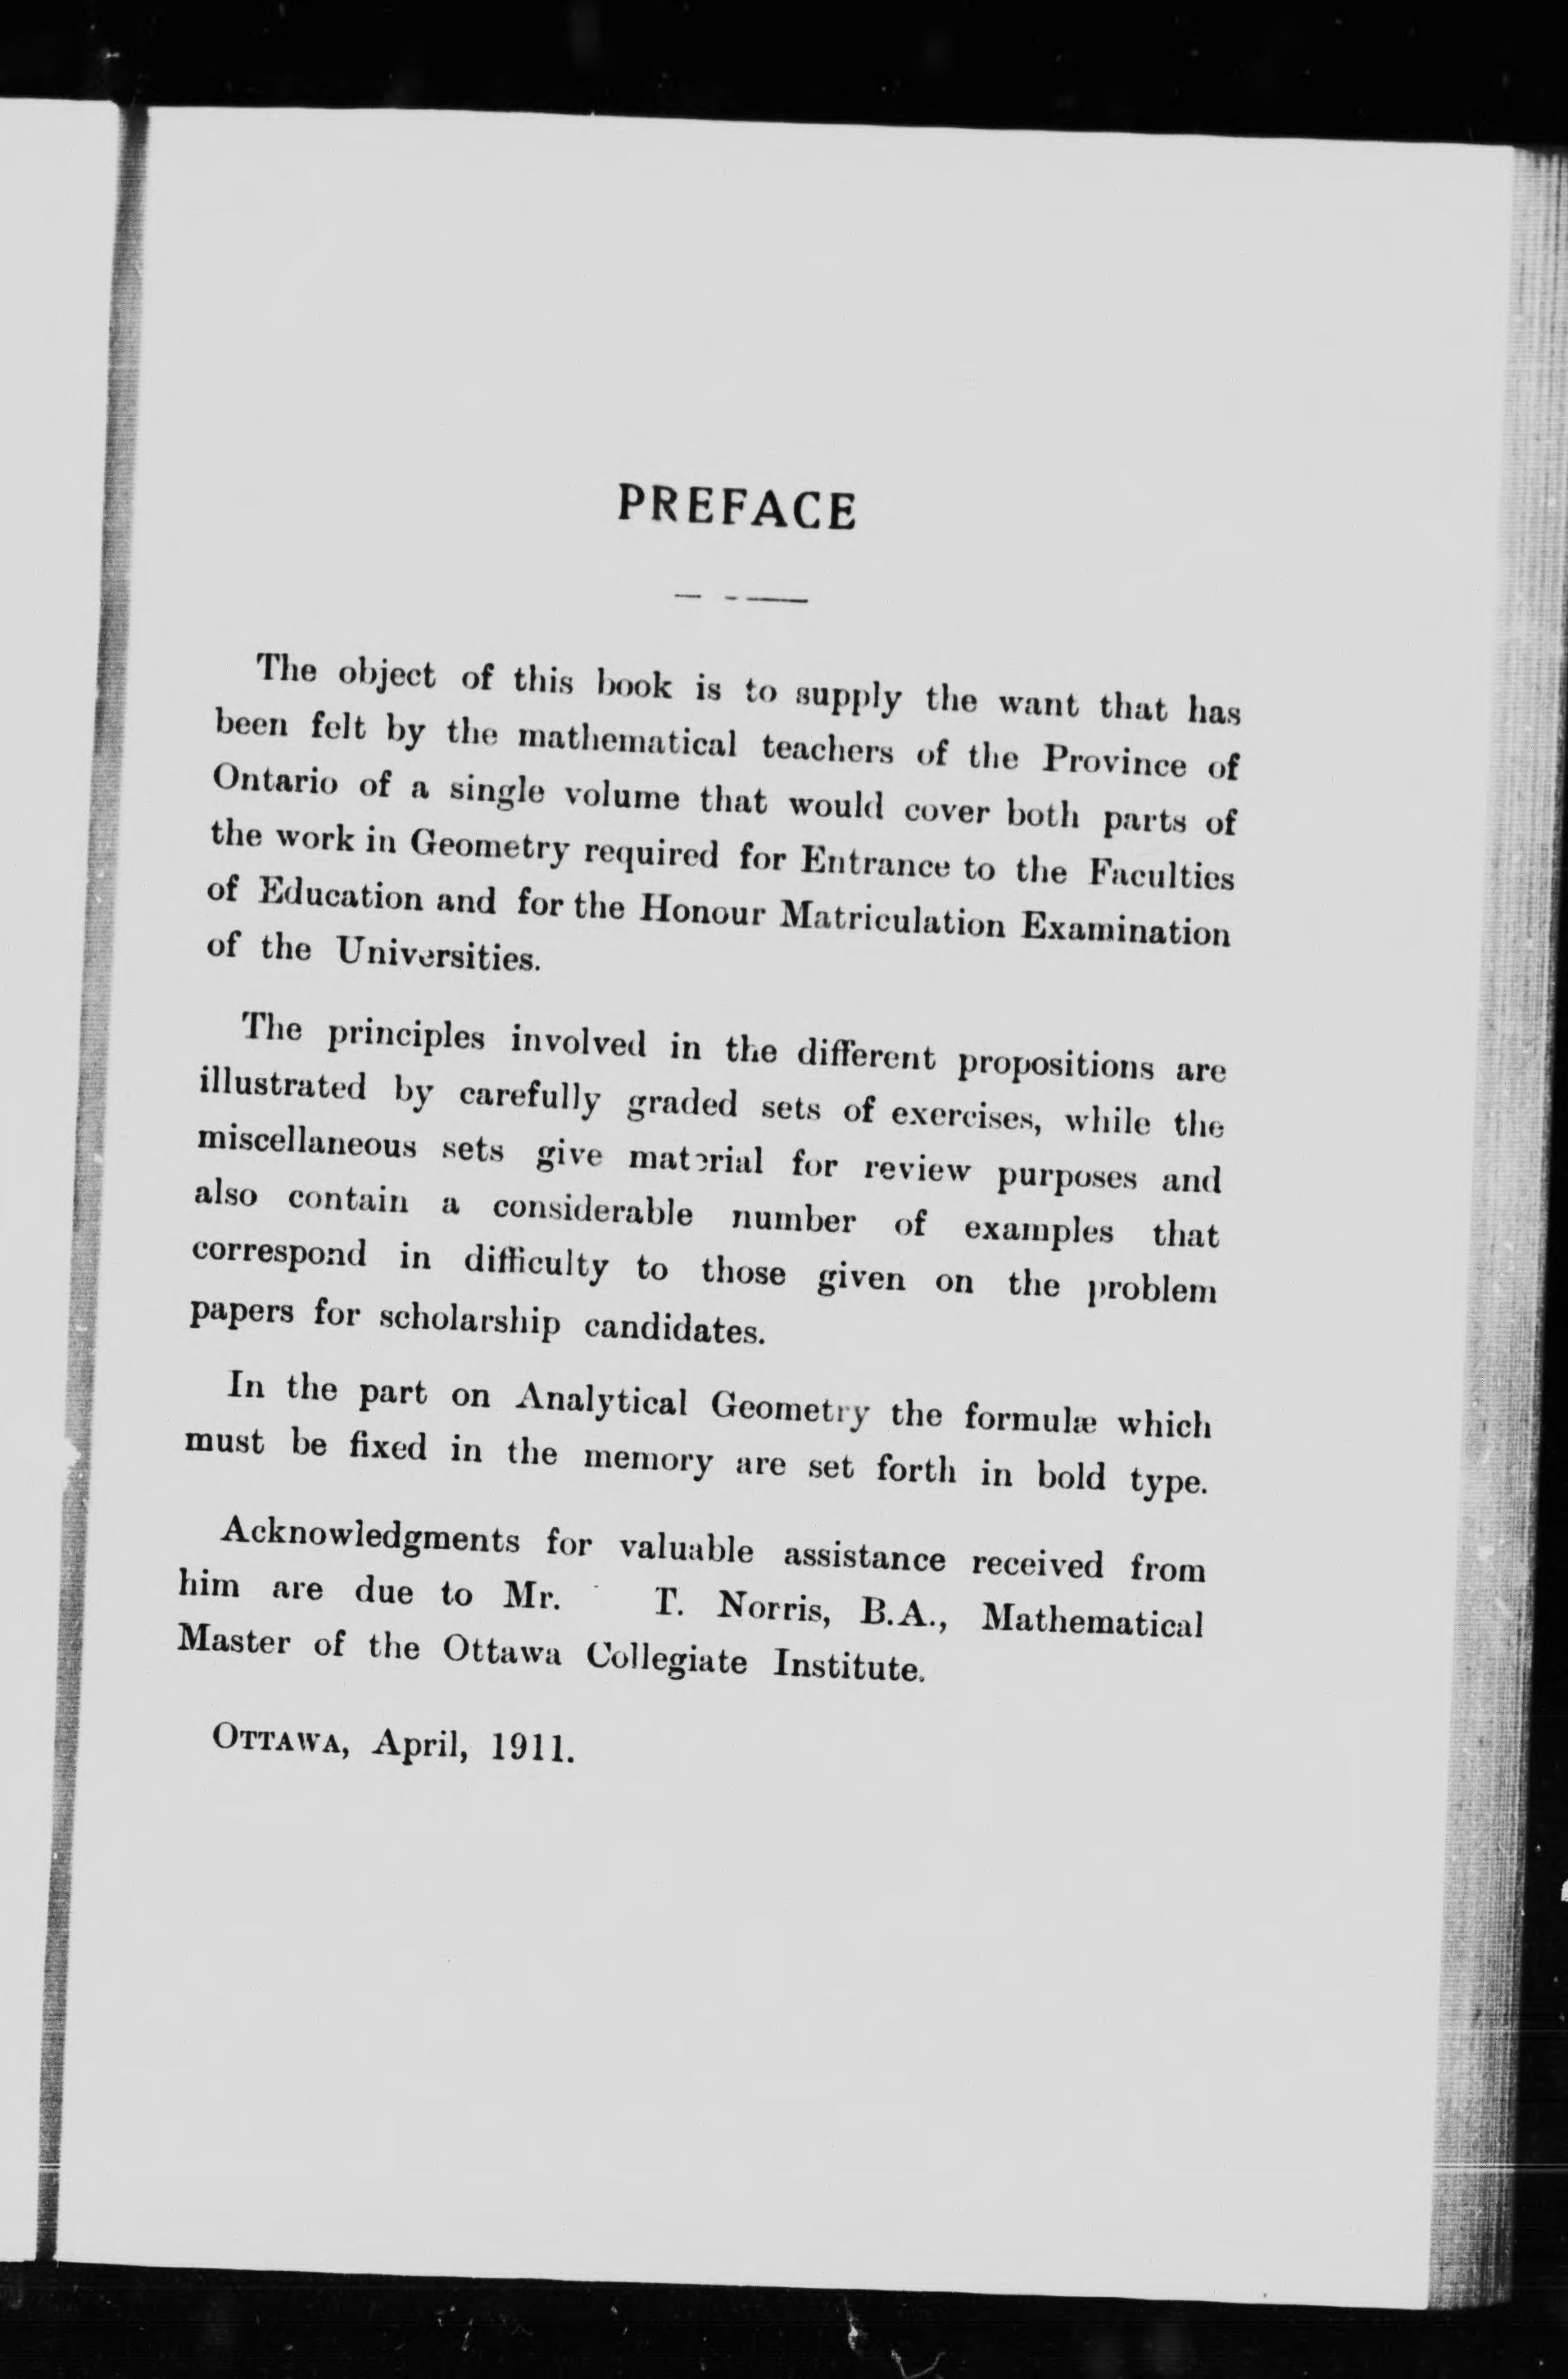 PREFACE
The object of this book is to supply the want that has
been felt by the mathematical teachers of the Province of
Ontario of a single volume that would cover both parts of
the work in Geometry required for Entrance to the Faculties
of Education and for the Honour Matriculation Examination
of the Universities.
The principles involved in the different propositions are
illustrated by carefully graded sets of exercises, while the
miscellaneous sets give material for review purposes and
also contain a considerable number of examples that
correspond in difficulty to those given on the problem
papers for scholarship candidates.
In the part on Analytical Geometry the formulæ which
must be fixed in the memory are set forth in bold type.
Acknowledgments for valuable assistance received from
him are due to Mr. T. Norris, B.A., Mathematical
Master of the Ottawa Collegiate Institute.
OTTAWA, April, 1911.